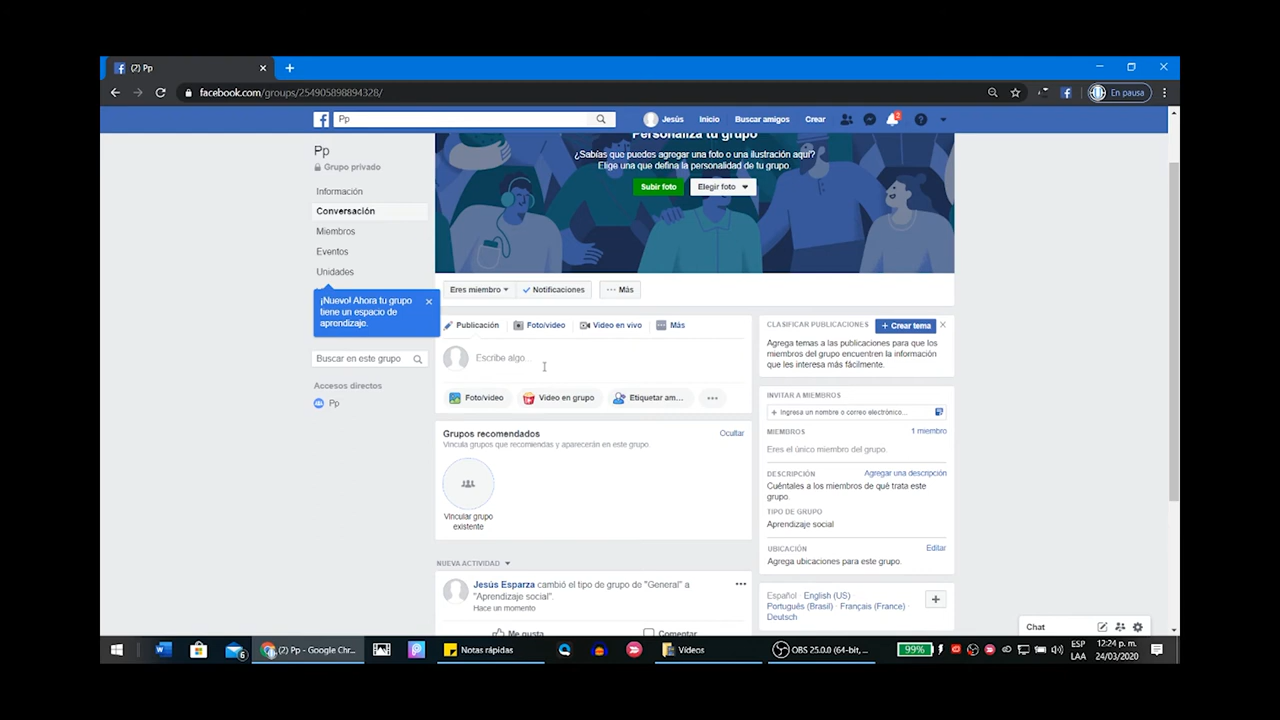 (2) Pp
facebook.com/groups/254905898894328/
En pausa
Pp
Jesús Inicio Buscar amigos Crear
2
Pp
Grupo privado
Información
Conversación
Miembros
Eventos
Unidades
¡Nuevo! Ahora tu grupo
tiene un espacio de
aprendizaje.
Buscar en este grupo
Accesos directos
Pp
Personaliza tu grupo
¿Sabías que puedes agregar una foto o una ilustración aquí?
Elige una que defina la personalidad de tu grupo.
Subir foto Elegir foto
Eres miembro Notificaciones ··· Más
Publicación Foto/video Video en vivo Más
Escribe algo...
Foto/video Video en grupo Etiquetar am... ···
Grupos recomendados Ocultar
Vincula grupos que recomiendas y aparecerán en este grupo.
Vincular grupo
existente
NUEVA ACTIVIDAD
Jesús Esparza cambió el tipo de grupo de "General" a
"Aprendizaje social".
Hace un momento
Me gusta Comentar
CLASIFICAR PUBLICACIONES + Crear tema
Agrega temas a las publicaciones para que los
miembros del grupo encuentren la información
que les interesa más fácilmente.
INVITAR A MIEMBROS
+ Ingresa un nombre o correo electrónico...
MIEMBROS 1 miembro
Eres el único miembro del grupo.
DESCRIPCIÓN Agregar una descripción
Cuéntales a los miembros de qué trata este
grupo.
TIPO DE GRUPO
Aprendizaje social
UBICACIÓN Editar
Agrega ubicaciones para este grupo.
Español · English (US) ·
Português (Brasil) · Français (France) ·
Deutsch
Chat
6 (2) Pp - Google Chr... Notas rápidas Vídeos OBS 25.0.0 (64-bit, ... 99% ESP 12:24 p. m.
LAA 24/03/2020